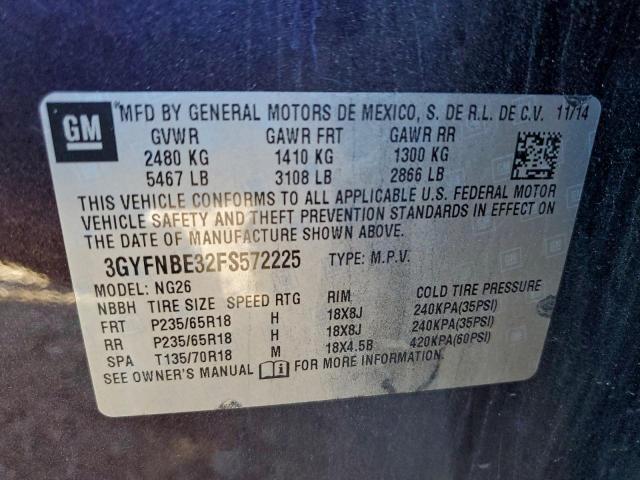 GM
MFD BY GENERAL MOTORS DE MEXICO, S. DE R.L. DE C.V. 11/14
GVWR GAWR FRT GAWR RR
2480 KG 1410 KG 1300 KG
5467 LB 3108 LB 2866 LB
THIS VEHICLE CONFORMS TO ALL APPLICABLE U.S. FEDERAL MOTOR
VEHICLE SAFETY AND THEFT PREVENTION STANDARDS IN EFFECT ON
THE DATE OF MANUFACTURE SHOWN ABOVE.
3GYFNBE32FS572225 TYPE: M.P.V.
MODEL: NG26
NBBH TIRE SIZE SPEED RTG RIM COLD TIRE PRESSURE
FRT P235/65R18 H 18X8J 240KPA(35PSI)
RR P235/65R18 H 18X8J 240KPA(35PSI)
SPA T135/70R18 M 18X4.5B 420KPA(60PSI)
SEE OWNER'S MANUAL FOR MORE INFORMATION.